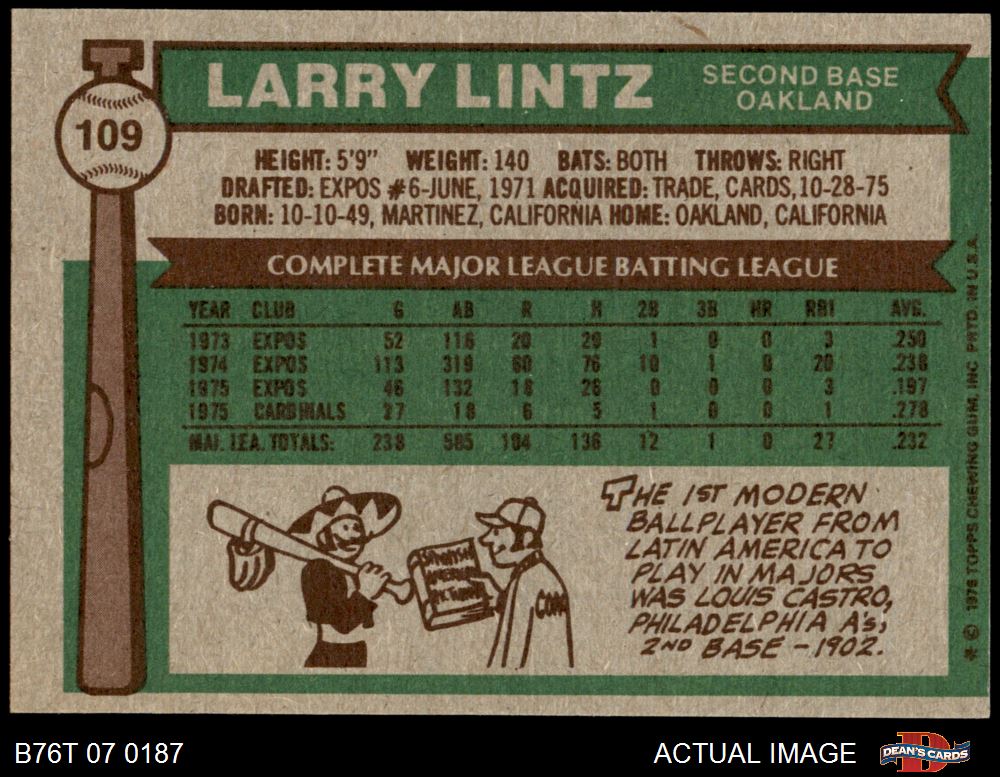 109
LARRY LINTZ
SECOND BASE
OAKLAND
HEIGHT: 5'9" WEIGHT: 140 BATS: BOTH THROWS: RIGHT
DRAFTED: EXPOS #6-JUNE, 1971 ACQUIRED: TRADE, CARDS, 10-28-75
BORN: 10-10-49, MARTINEZ, CALIFORNIA HOME: OAKLAND, CALIFORNIA
COMPLETE MAJOR LEAGUE BATTING LEAGUE
YEAR CLUB G AB R H 2B 3B HR RBI AVG.
1973 EXPOS 52 116 20 29 1 0 0 3 .250
1974 EXPOS 113 319 60 76 10 1 0 20 .238
1975 EXPOS 46 132 18 26 0 0 0 3 .197
1975 CARDINALS 27 18 6 5 1 0 0 1 .278
MAJ. LEA. TOTALS: 238 585 104 136 12 1 0 27 .232
THE 1ST MODERN
BALLPLAYER FROM
LATIN AMERICA TO
PLAY IN MAJORS
WAS LOUIS CASTRO,
PHILADELPHIA A's,
2ND BASE - 1902.
* © 1976 TOPPS CHEWING GUM, INC. PRTD. IN U.S.A.
B76T 07 0187
ACTUAL IMAGE
DEAN'S CARDS